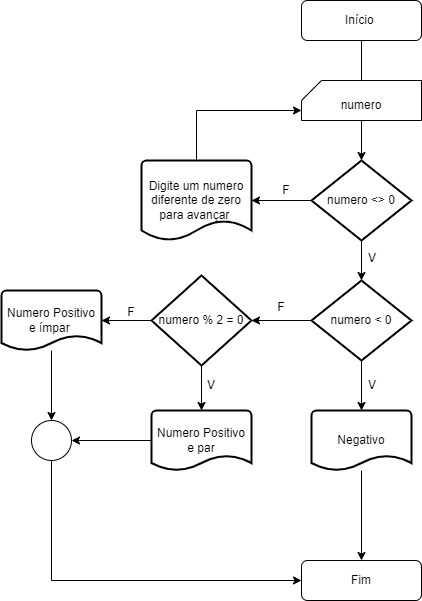 Início
numero
Digite um numero
diferente de zero
para avançar
F
numero <> 0
V
Numero Positivo
e ímpar
F
numero % 2 = 0
F
numero < 0
V
V
Numero Positivo
e par
Negativo
Fim